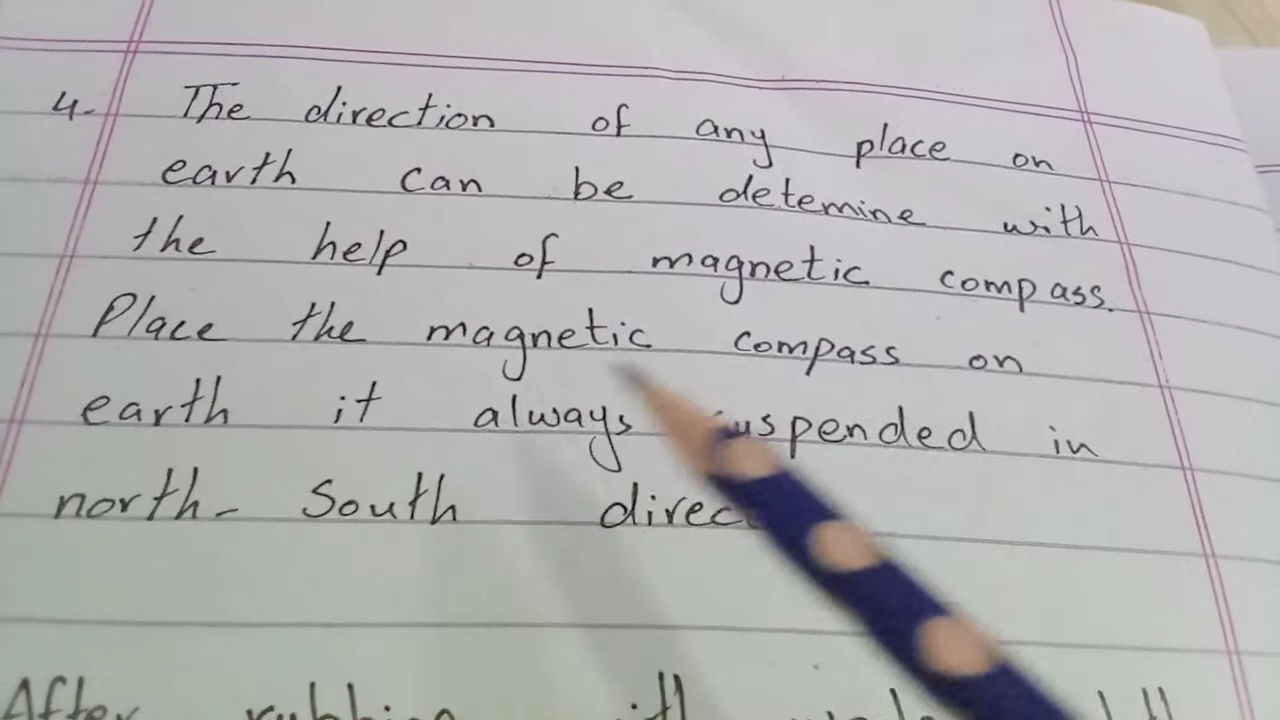 4- The direction of any place on
earth can be detemine with
the help of magnetic compass.
Place the magnetic compass on
earth it always suspended in
north- South
After